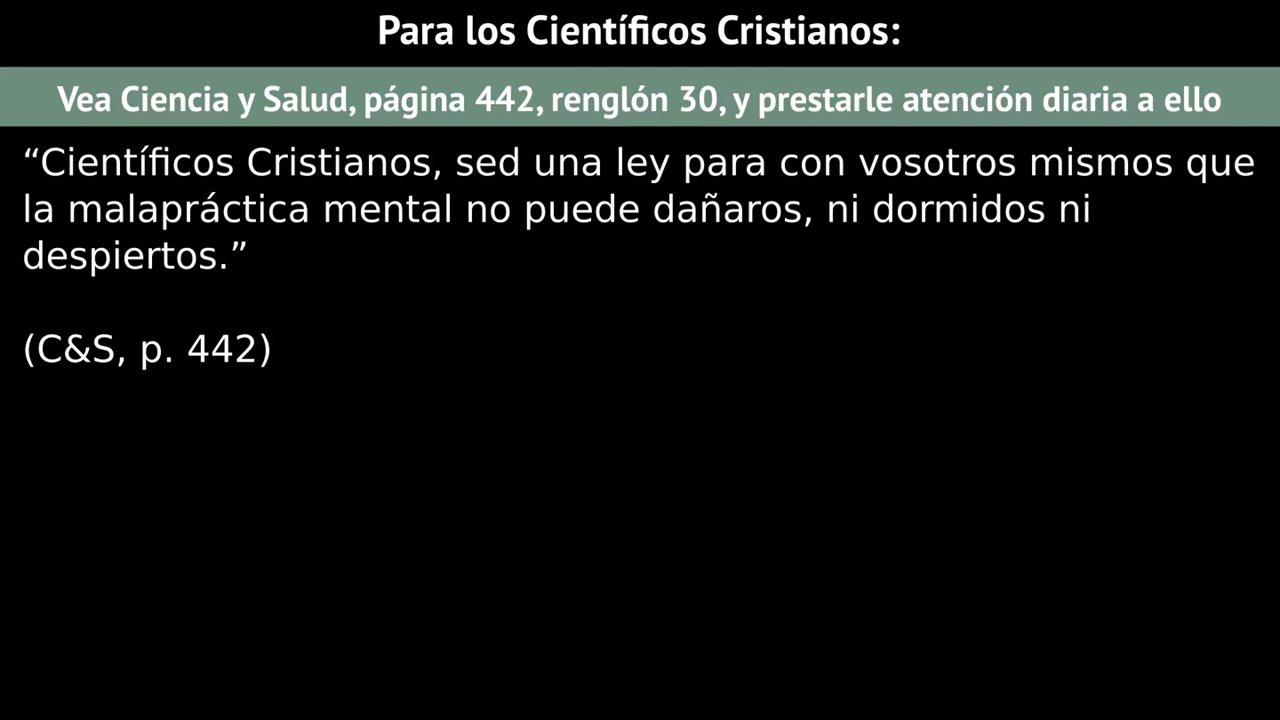 Para los Científicos Cristianos:
Vea Ciencia y Salud, página 442, renglón 30, y prestarle atención diaria a ello
“Científicos Cristianos, sed una ley para con vosotros mismos que
la malapráctica mental no puede dañaros, ni dormidos ni
despiertos.”
(C&S, p. 442)